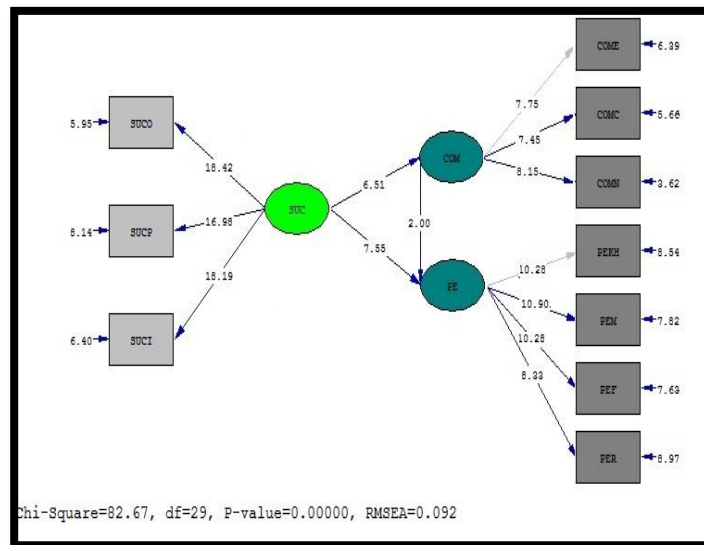 COME
6.39
7.75
5.95
SUCO
COMC
5.66
7.45
COM
18.42
8.15
COMN
3.62
6.51
SUC
2.00
8.14
SUCP
16.98
7.55
PEKH
8.54
10.28
18.19
PE
10.90
PEM
7.82
6.40
SUCI
10.28
8.33
PEF
7.63
PER
8.97
Chi-Square=82.67, df=29, P-value=0.00000, RMSEA=0.092